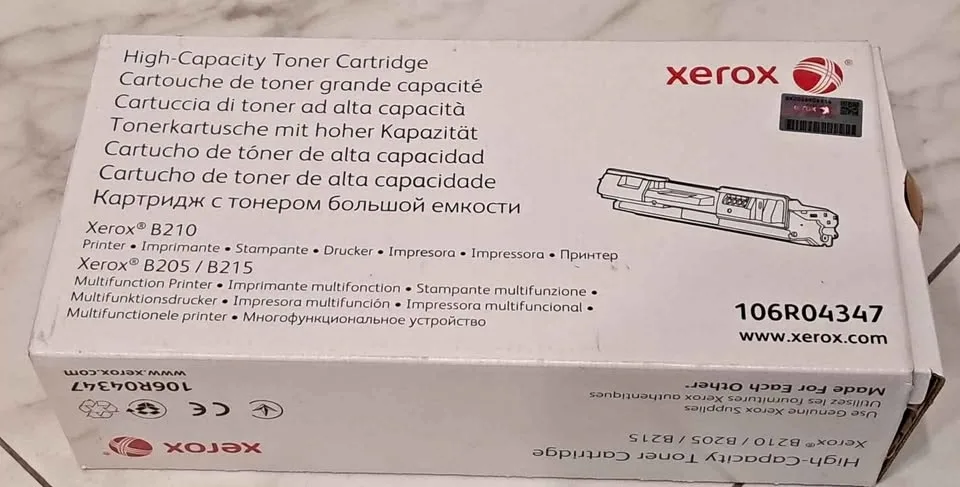 High-Capacity Toner Cartridge
Cartouche de toner grande capacité
Cartuccia di toner ad alta capacità
Tonerkartusche mit hoher Kapazität
Cartucho de tóner de alta capacidad
Cartucho de toner de alta capacidade
Картридж с тонером большой емкости
Xerox® B210
Printer • Imprimante • Stampante • Drucker • Impresora • Impressora • Принтер
Xerox® B205 / B215
Multifunction Printer • Imprimante multifonction • Stampante multifunzione •
Multifunktionsdrucker • Impresora multifunción • Impressora multifuncional •
Multifunctionele printer • Многофункциональное устройство
xerox ®
106R04347
www.xerox.com
High-Capacity Toner Cartridge
Xerox® B210 / B205 / B215
Use Genuine Xerox Supplies
Utilisez les fournitures Xerox authentiques
Made For Each Other.
xerox
CE
106R04347
www.xerox.com